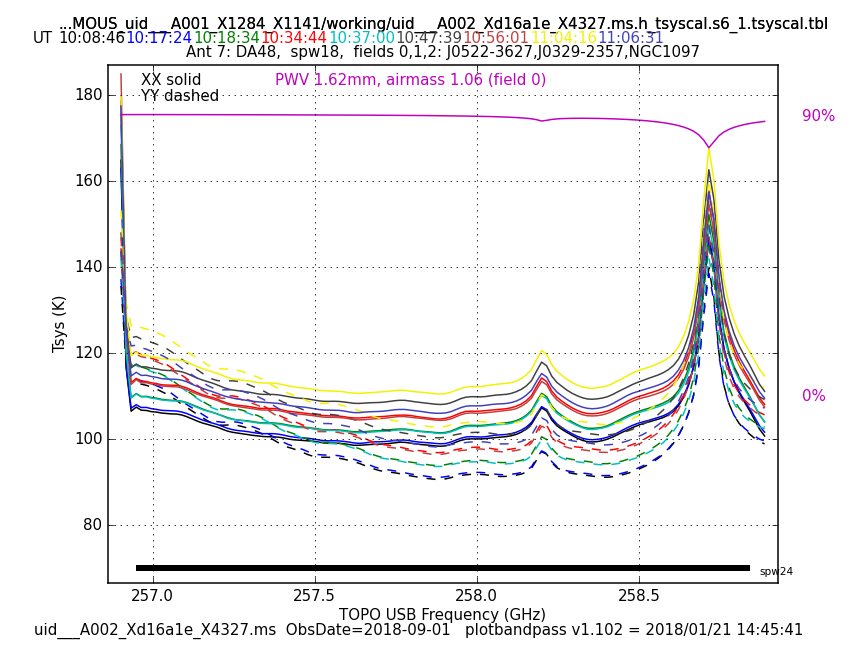 ...MOUS_uid___A001_X1284_X1141/working/uid___A002_Xd16a1e_X4327.ms.h_tsyscal.s6_1.tsyscal.tbl
UT 10:08:46 10:17:24 10:18:34 10:34:44 10:37:00 10:47:39 10:56:01 11:04:16 11:06:31
Ant 7: DA48, spw18, fields 0,1,2: J0522-3627,J0329-2357,NGC1097
XX solid PWV 1.62mm, airmass 1.06 (field 0)
YY dashed
180
90%
160
140
120
Tsys (K)
0%
100
80
spw24
257.0 257.5 258.0 258.5
TOPO USB Frequency (GHz)
uid___A002_Xd16a1e_X4327.ms ObsDate=2018-09-01 plotbandpass v1.102 = 2018/01/21 14:45:41